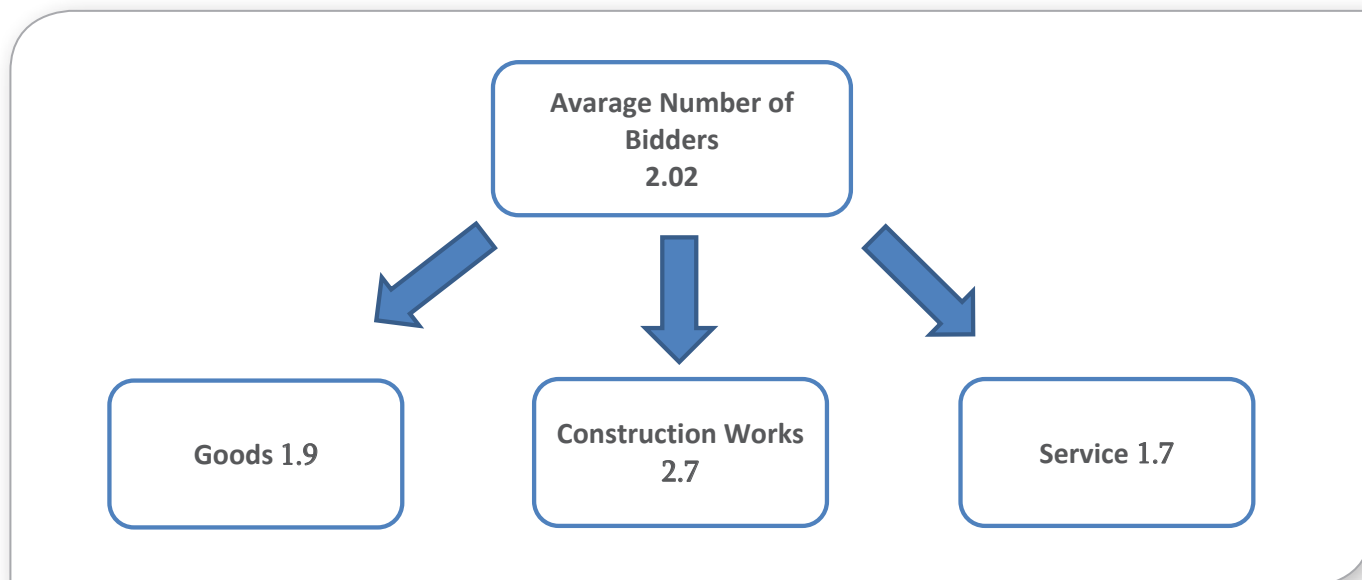 Avarage Number of
Bidders
2.02
Goods 1.9
Construction Works
2.7
Service 1.7